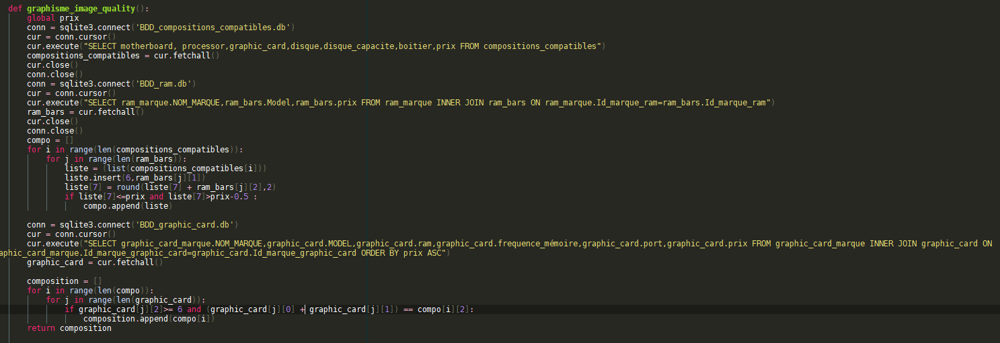 def graphisme_image_quality():
    global prix
    conn = sqlite3.connect('BDD_compositions_compatibles.db')
    cur = conn.cursor()
    cur.execute("SELECT motherboard, processor,graphic_card,disque,disque_capacite,boitier,prix FROM compositions_compatibles")
    compositions_compatibles = cur.fetchall()
    cur.close()
    conn.close()
    conn = sqlite3.connect('BDD_ram.db')
    cur = conn.cursor()
    cur.execute("SELECT ram_marque.NOM_MARQUE,ram_bars.Model,ram_bars.prix FROM ram_marque INNER JOIN ram_bars ON ram_marque.Id_marque_ram=ram_bars.Id_marque_ram")
    ram_bars = cur.fetchall()
    cur.close()
    conn.close()
    compo = []
    for i in range(len(compositions_compatibles)):
        for j in range(len(ram_bars)):
            liste = (list(compositions_compatibles[i]))
            liste.insert(6,ram_bars[j][1])
            liste[7] = round(liste[7] + ram_bars[j][2],2)
            if liste[7]<=prix and liste[7]>prix-0.5 :
                compo.append(liste)

    conn = sqlite3.connect('BDD_graphic_card.db')
    cur = conn.cursor()
    cur.execute("SELECT graphic_card_marque.NOM_MARQUE,graphic_card.MODEL,graphic_card.ram,graphic_card.frequence_mémoire,graphic_card.port,graphic_card.prix FROM graphic_card_marque INNER JOIN graphic_card ON
aphic_card_marque.Id_marque_graphic_card=graphic_card.Id_marque_graphic_card ORDER BY prix ASC")
    graphic_card = cur.fetchall()

    composition = []
    for i in range(len(compo)):
        for j in range(len(graphic_card)):
            if graphic_card[j][2]>= 6 and (graphic_card[j][0] + graphic_card[j][1]) == compo[i][2]:
                composition.append(compo[i])
    return composition